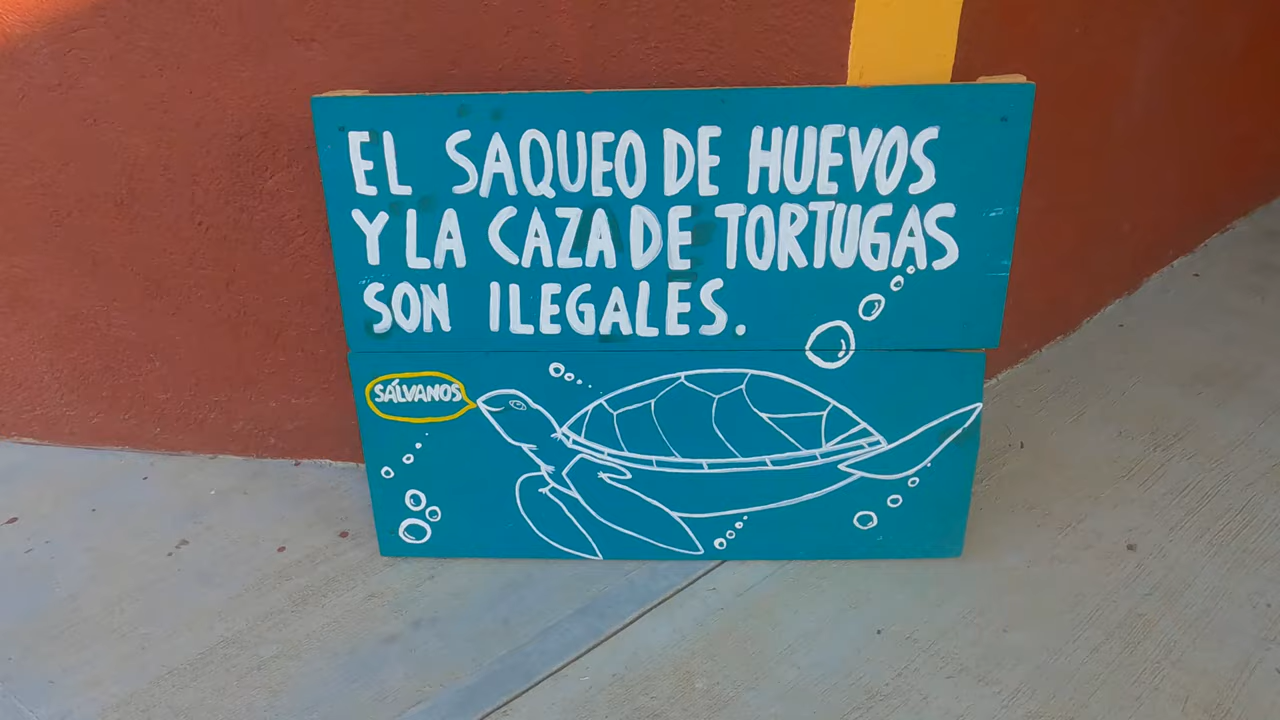 EL SAQUEO DE HUEVOS
Y LA CAZA DE TORTUGAS
SON ILEGALES.
SÁLVANOS